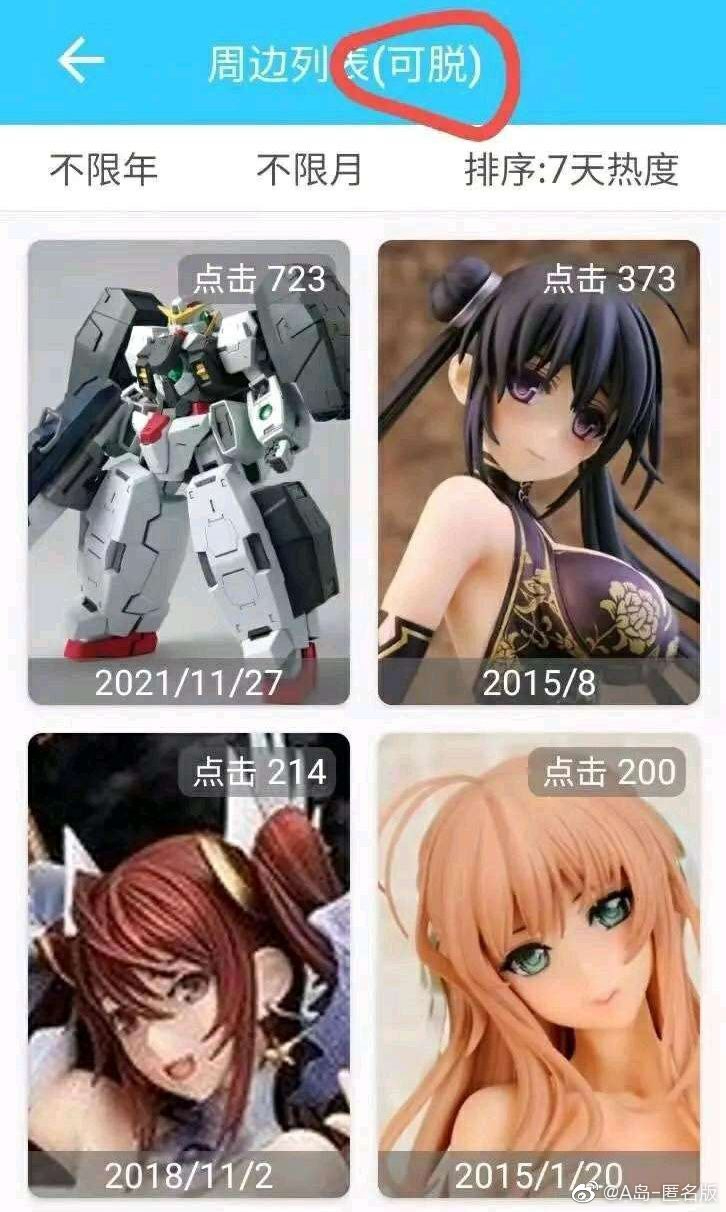 周边列表(可脱)
不限年 不限月 排序:7天热度
点击 723
点击 373
2021/11/27
2015/8
点击 214
点击 200
2018/11/2
2015/1/20
@A岛-匿名版